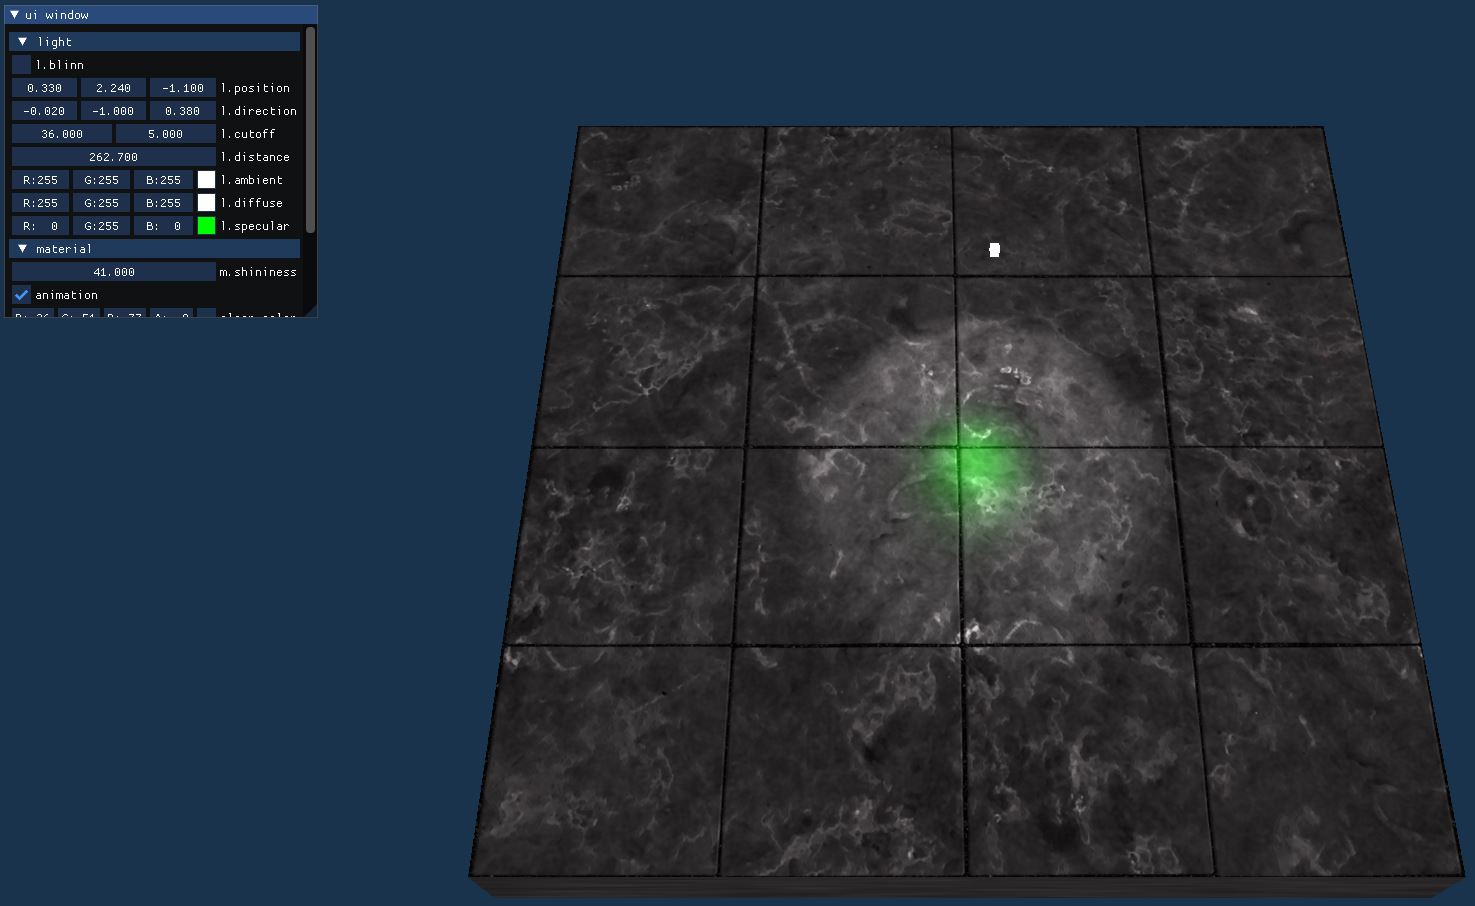 ui window
light
l.blinn
0.330 2.240 -1.100 l.position
-0.020 -1.000 0.380 l.direction
36.000 5.000 l.cutoff
262.700 l.distance
R:255 G:255 B:255 l.ambient
R:255 G:255 B:255 l.diffuse
R: 0 G:255 B: 0 l.specular
material
41.000 m.shininess
animation